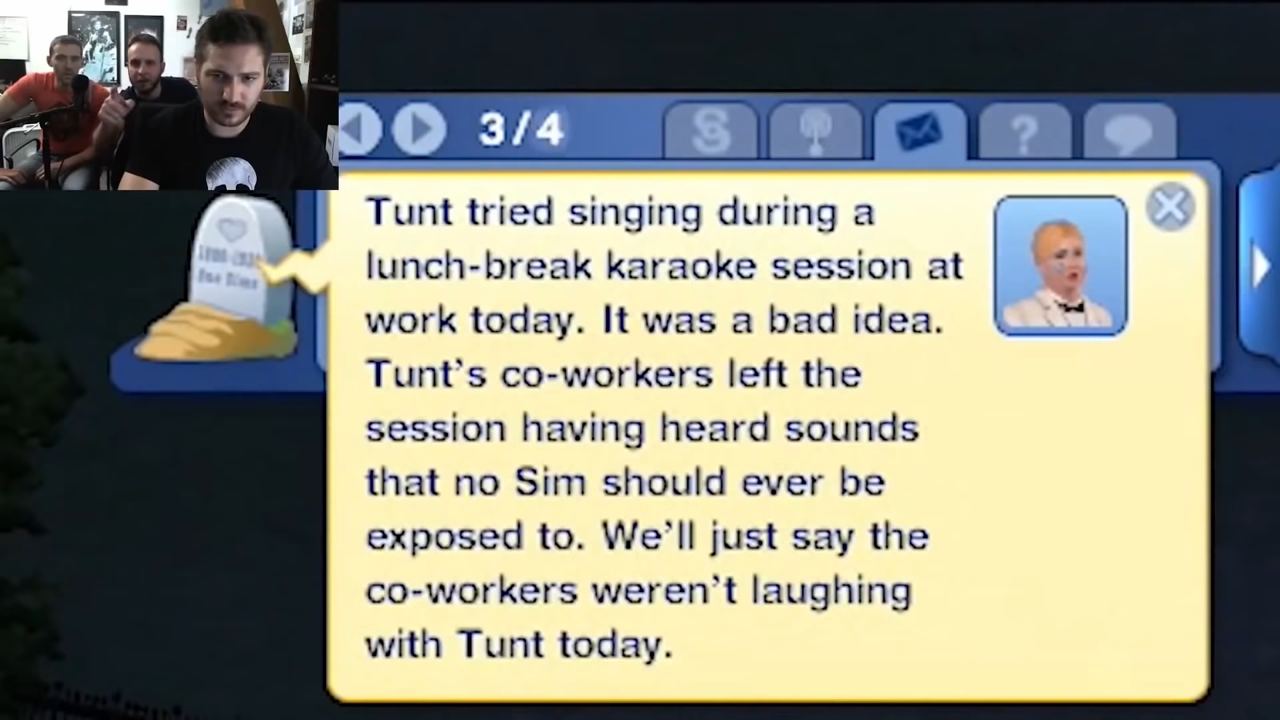 3/4
Tunt tried singing during a
lunch-break karaoke session at
work today. It was a bad idea.
Tunt's co-workers left the
session having heard sounds
that no Sim should ever be
exposed to. We'll just say the
co-workers weren't laughing
with Tunt today.